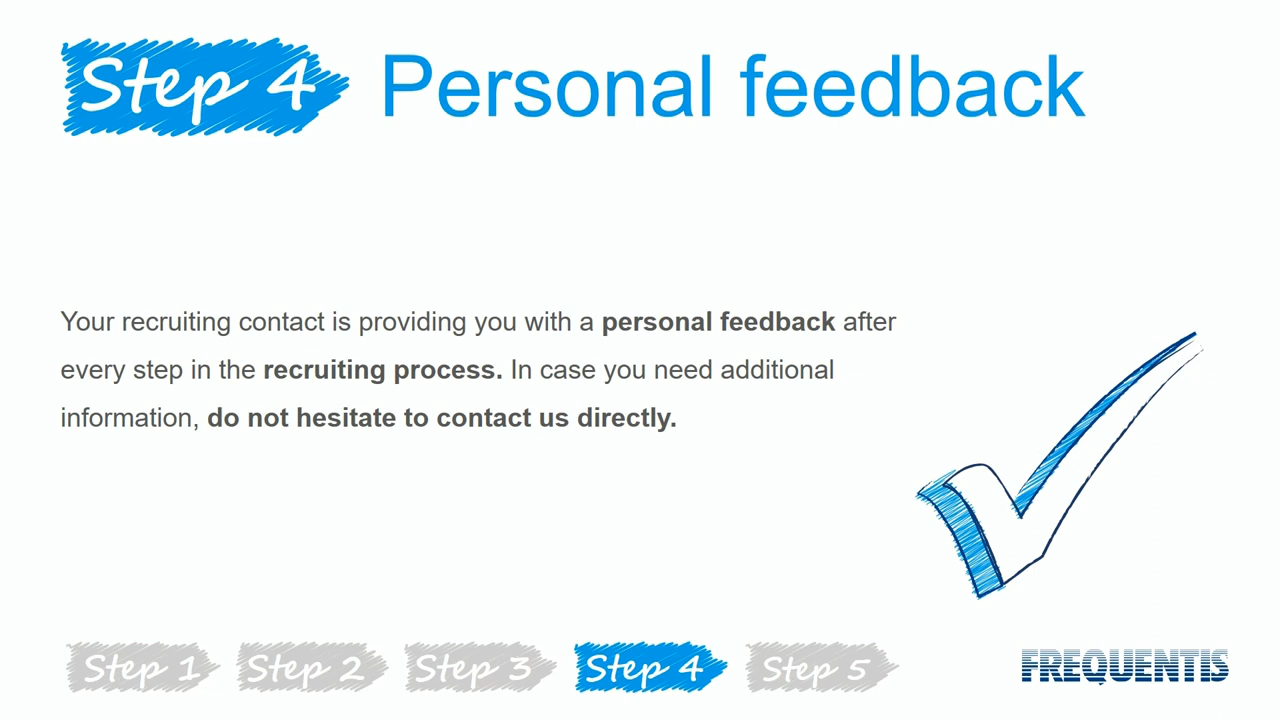 Step 4 Personal feedback
Your recruiting contact is providing you with a personal feedback after
every step in the recruiting process. In case you need additional
information, do not hesitate to contact us directly.
Step 1 Step 2 Step 3 Step 4 Step 5 FREQUENTIS